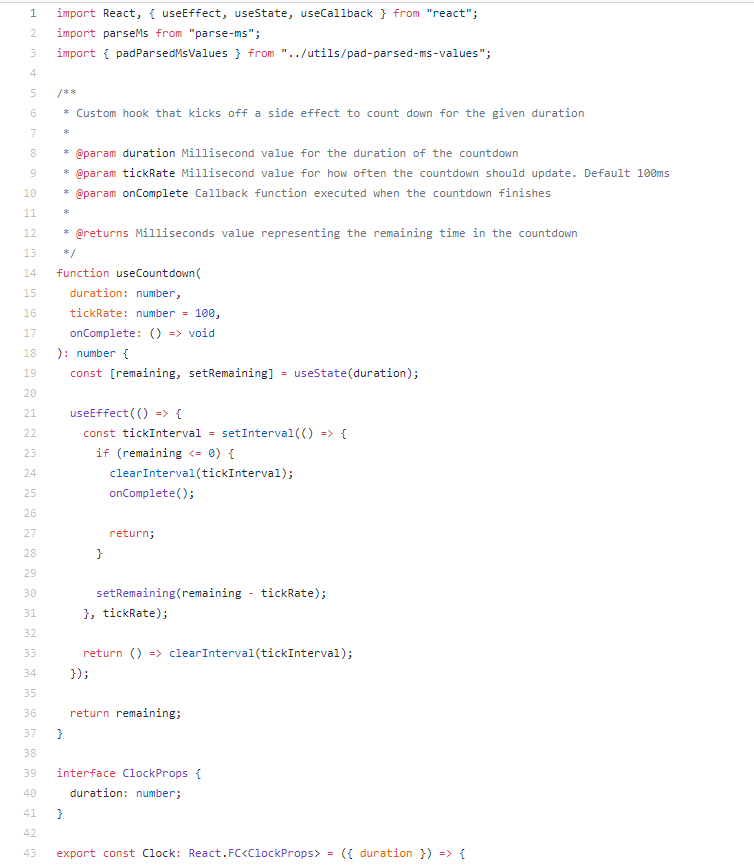 1 import React, { useEffect, useState, useCallback } from "react";
2 import parseMs from "parse-ms";
3 import { padParsedMsValues } from "../utils/pad-parsed-ms-values";
4
5 /**
6  * Custom hook that kicks off a side effect to count down for the given duration
7  *
8  * @param duration Millisecond value for the duration of the countdown
9  * @param tickRate Millisecond value for how often the countdown should update. Default 100ms
10  * @param onComplete Callback function executed when the countdown finishes
11  *
12  * @returns Milliseconds value representing the remaining time in the countdown
13  */
14 function useCountdown(
15   duration: number,
16   tickRate: number = 100,
17   onComplete: () => void
18 ): number {
19   const [remaining, setRemaining] = useState(duration);
20
21   useEffect(() => {
22     const tickInterval = setInterval(() => {
23       if (remaining <= 0) {
24         clearInterval(tickInterval);
25         onComplete();
26
27         return;
28       }
29
30       setRemaining(remaining - tickRate);
31     }, tickRate);
32
33     return () => clearInterval(tickInterval);
34   });
35
36   return remaining;
37 }
38
39 interface ClockProps {
40   duration: number;
41 }
42
43 export const Clock: React.FC<ClockProps> = ({ duration }) => {